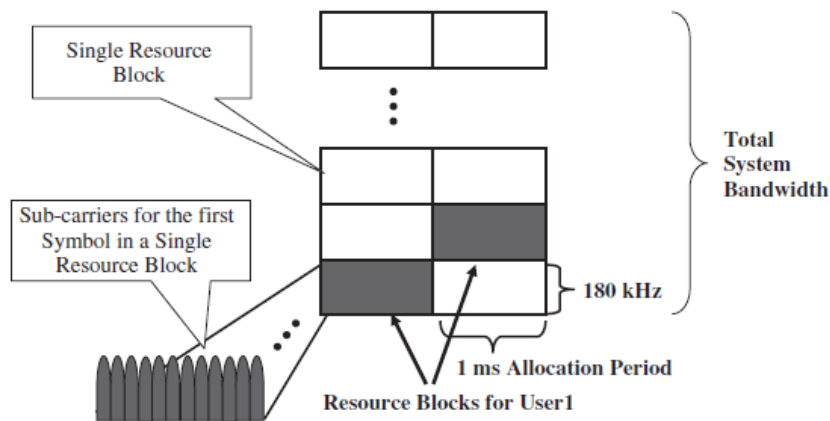 Single Resource
Block
Total
System
Bandwidth
Sub-carriers for the first
Symbol in a Single
Resource Block
180 kHz
1 ms Allocation Period
Resource Blocks for User1